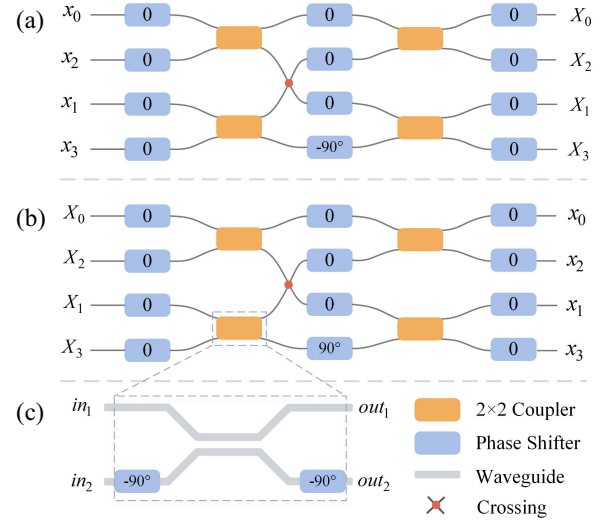 (a)
x₀ 0 0 0 X₀
x₂ 0 0 0 X₂
x₁ 0 0 0 X₁
x₃ 0 -90° 0 X₃
(b)
X₀ 0 0 0 x₀
X₂ 0 0 0 x₂
X₁ 0 0 0 x₁
X₃ 0 90° 0 x₃
(c)
in₁ out₁
in₂ -90° -90° out₂
2×2 Coupler
Phase Shifter
Waveguide
Crossing